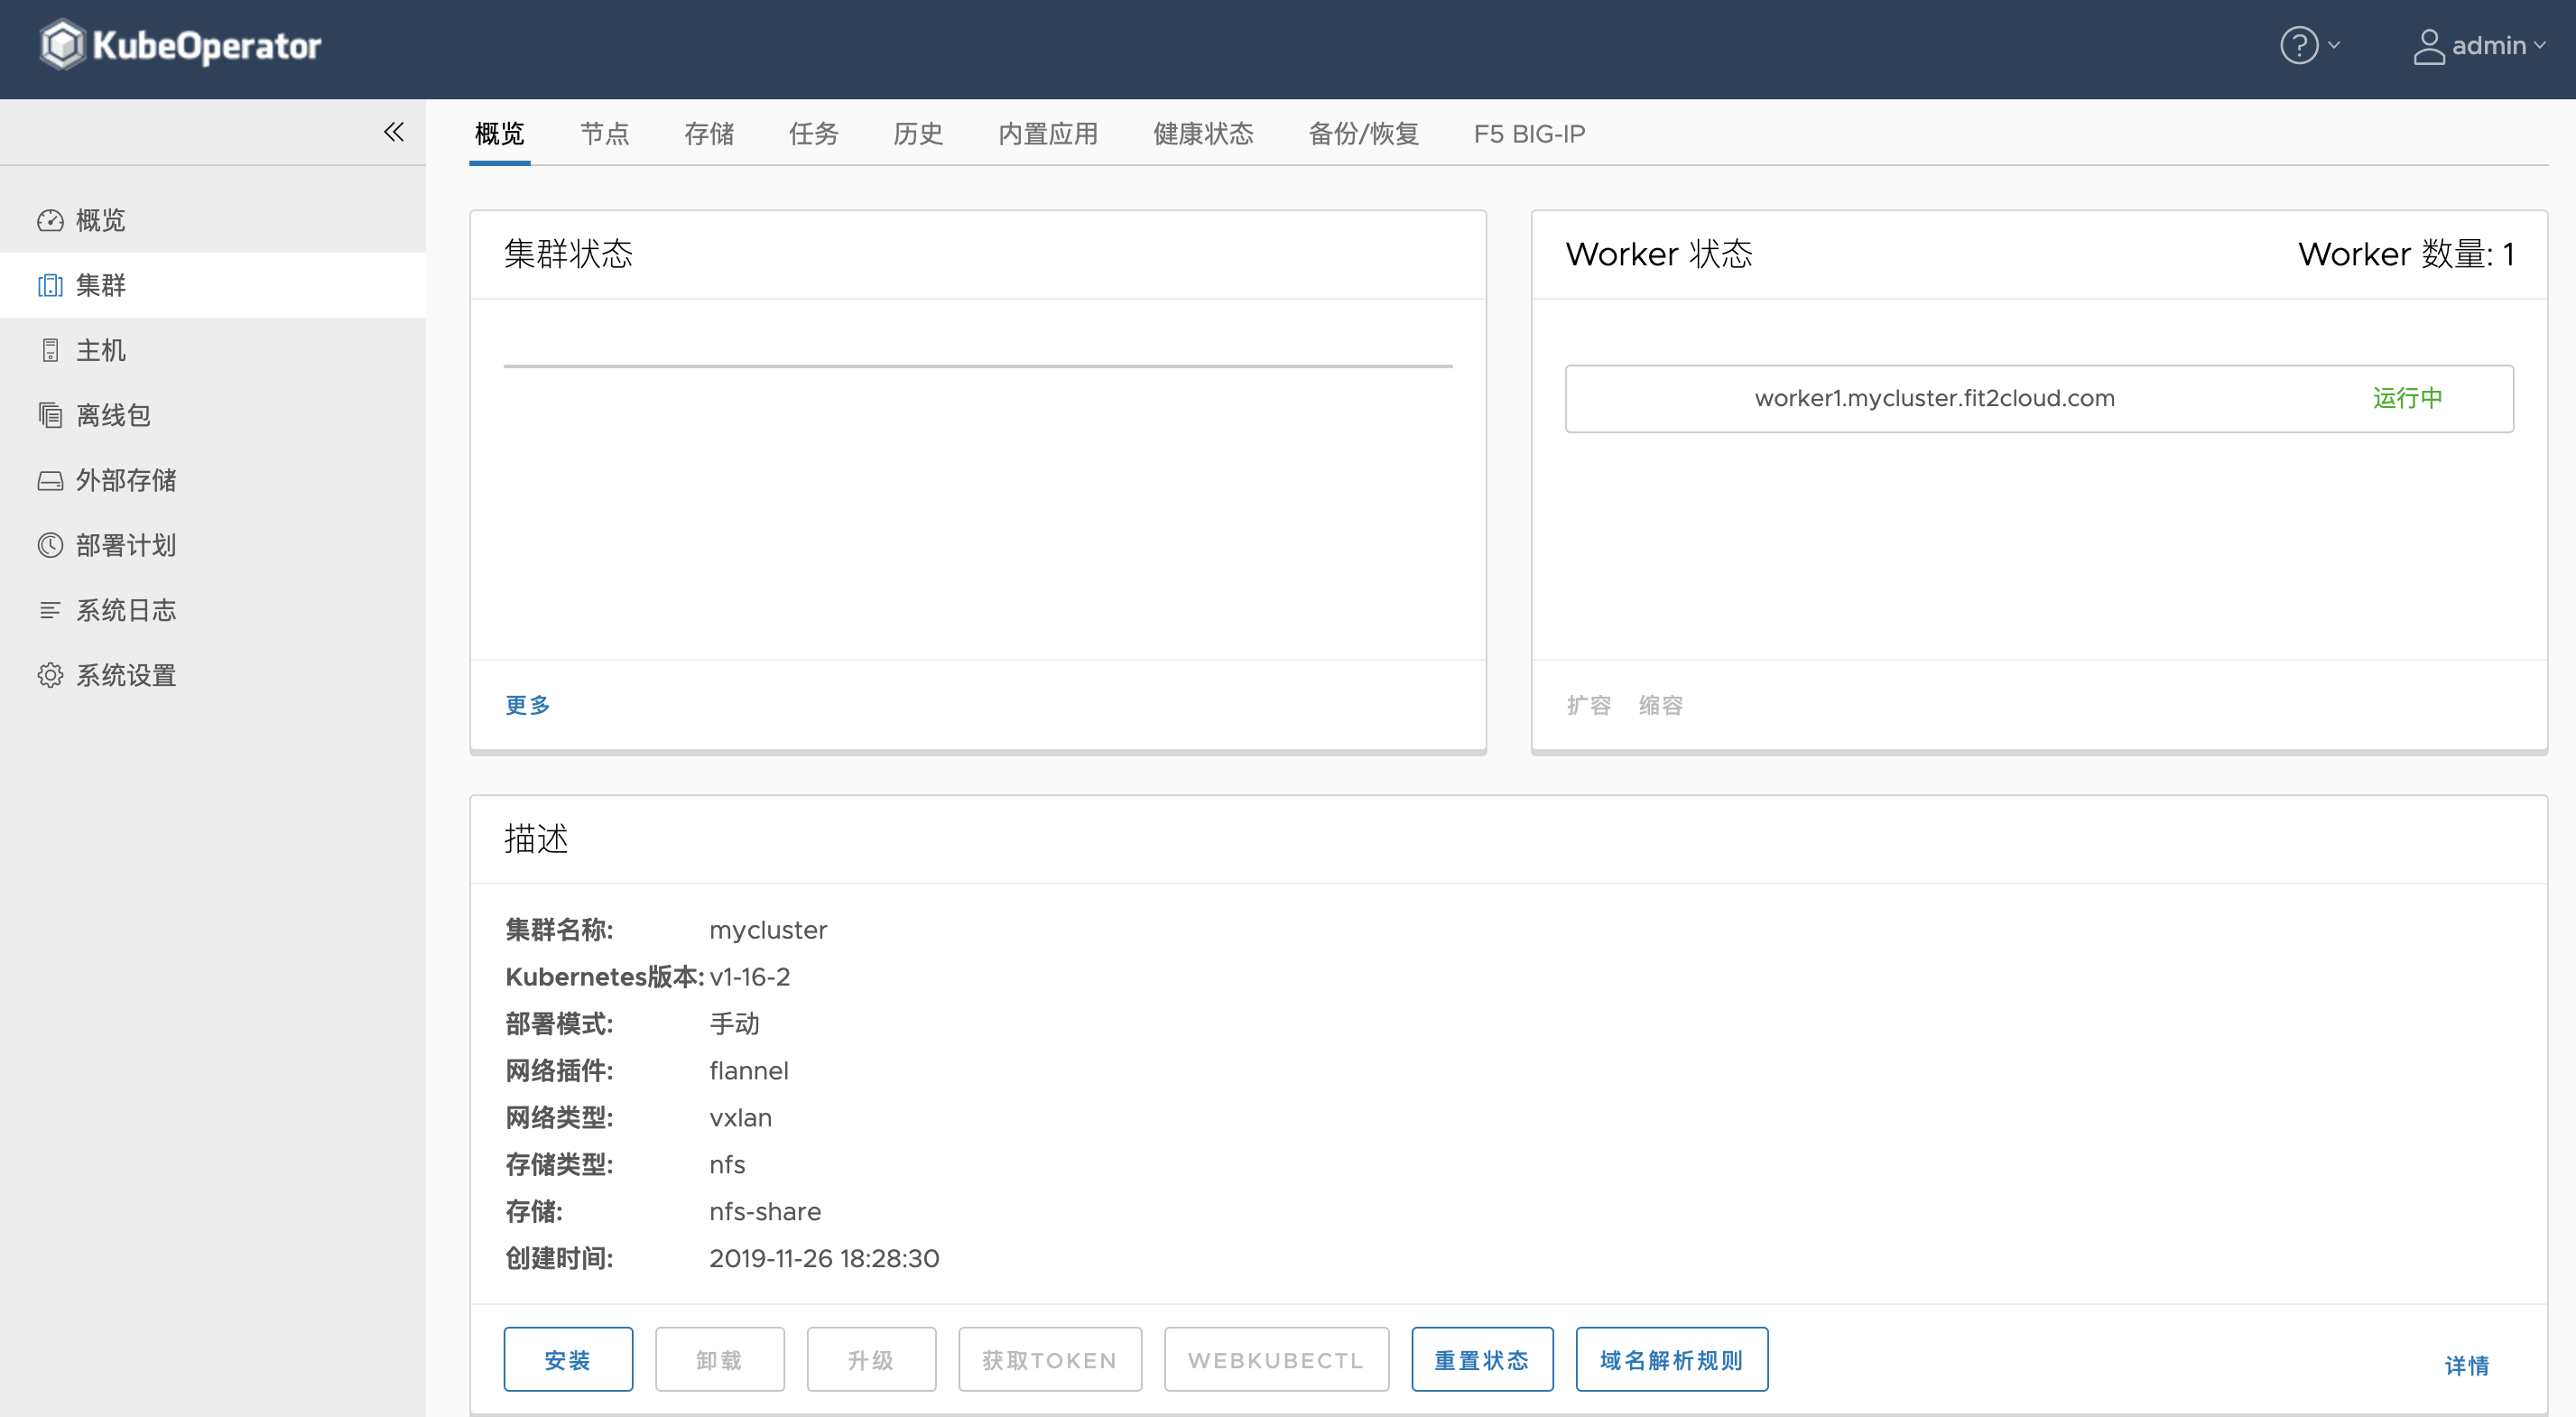 KubeOperator
admin
概览 节点 存储 任务 历史 内置应用 健康状态 备份/恢复 F5 BIG-IP
概览
集群
主机
离线包
外部存储
部署计划
系统日志
系统设置
集群状态
更多
Worker 状态 Worker 数量: 1
worker1.mycluster.fit2cloud.com 运行中
扩容 缩容
描述
集群名称: mycluster
Kubernetes版本: v1-16-2
部署模式: 手动
网络插件: flannel
网络类型: vxlan
存储类型: nfs
存储: nfs-share
创建时间: 2019-11-26 18:28:30
安装 卸载 升级 获取TOKEN WEBKUBECTL 重置状态 域名解析规则 详情